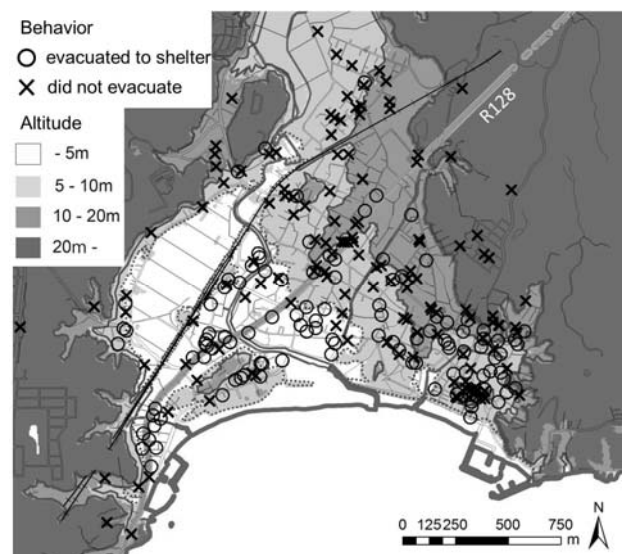 Behavior
evacuated to shelter
did not evacuate
Altitude
- 5m
5 - 10m
10 - 20m
20m -
R128
N
0 125 250 500 750
m